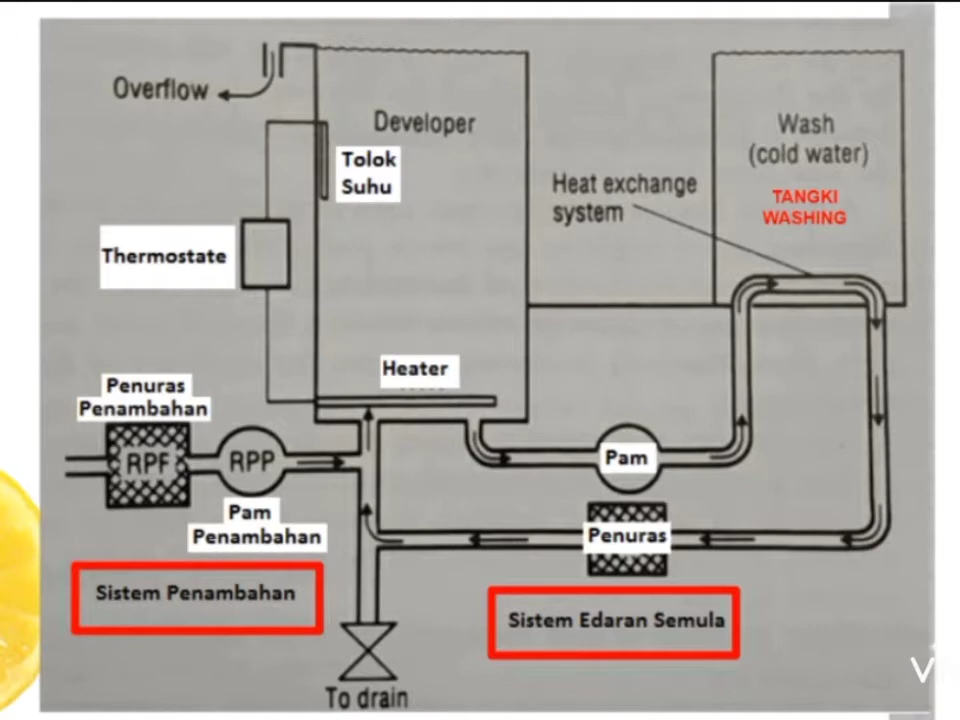 Overflow
Developer
Tolok
Suhu
Wash
(cold water)
TANGKI
WASHING
Heat exchange
system
Thermostate
Heater
Penuras
Penambahan
RPF
RPP
Pam
Pam
Penambahan
Penuras
Sistem Penambahan
Sistem Edaran Semula
To drain